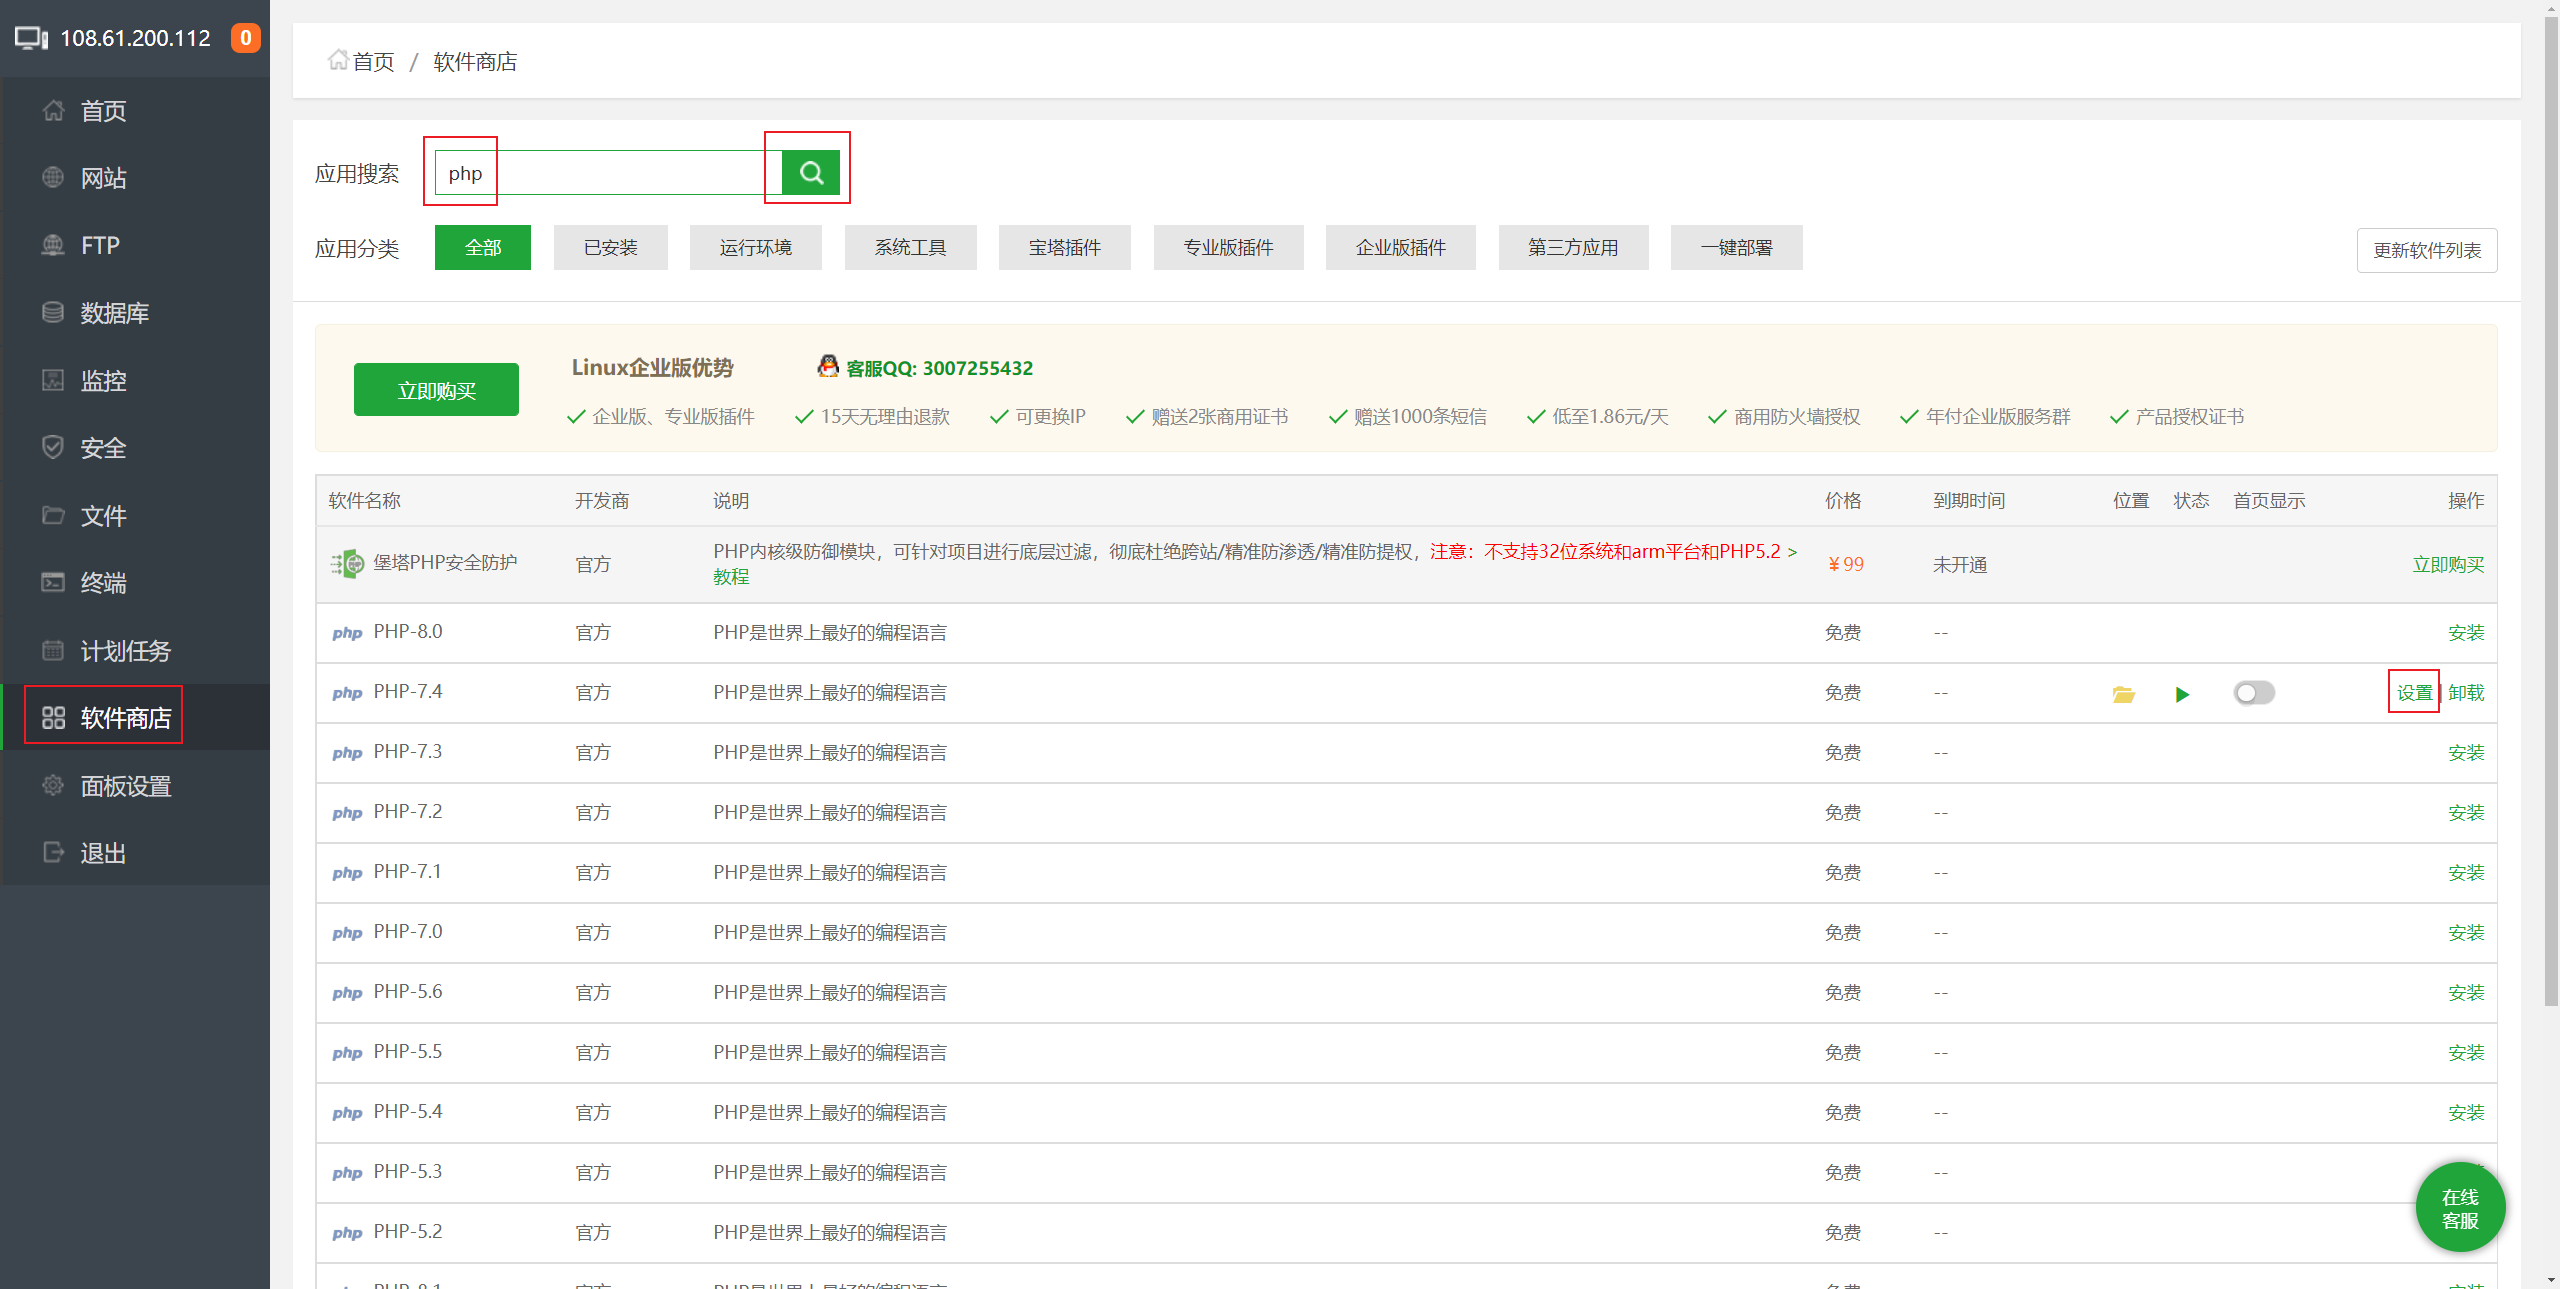 108.61.200.112 0
首页
网站
FTP
数据库
监控
安全
文件
终端
计划任务
软件商店
面板设置
退出
首页 / 软件商店
应用搜索 php
应用分类 全部 已安装 运行环境 系统工具 宝塔插件 专业版插件 企业版插件 第三方应用 一键部署 更新软件列表
立即购买
Linux企业版优势 客服QQ: 3007255432
企业版、专业版插件 15天无理由退款 可更换IP 赠送2张商用证书 赠送1000条短信 低至1.86元/天 商用防火墙授权 年付企业版服务群 产品授权证书
软件名称 开发商 说明 价格 到期时间 位置 状态 首页显示 操作
堡塔PHP安全防护 官方 PHP内核级防御模块，可针对项目进行底层过滤，彻底杜绝跨站/精准防渗透/精准防提权，注意：不支持32位系统和arm平台和PHP5.2 >
教程 ¥99 未开通 立即购买
php PHP-8.0 官方 PHP是世界上最好的编程语言 免费 -- 安装
php PHP-7.4 官方 PHP是世界上最好的编程语言 免费 -- 设置 | 卸载
php PHP-7.3 官方 PHP是世界上最好的编程语言 免费 -- 安装
php PHP-7.2 官方 PHP是世界上最好的编程语言 免费 -- 安装
php PHP-7.1 官方 PHP是世界上最好的编程语言 免费 -- 安装
php PHP-7.0 官方 PHP是世界上最好的编程语言 免费 -- 安装
php PHP-5.6 官方 PHP是世界上最好的编程语言 免费 -- 安装
php PHP-5.5 官方 PHP是世界上最好的编程语言 免费 -- 安装
php PHP-5.4 官方 PHP是世界上最好的编程语言 免费 -- 安装
php PHP-5.3 官方 PHP是世界上最好的编程语言 免费 --
php PHP-5.2 官方 PHP是世界上最好的编程语言 免费 --
在线
客服